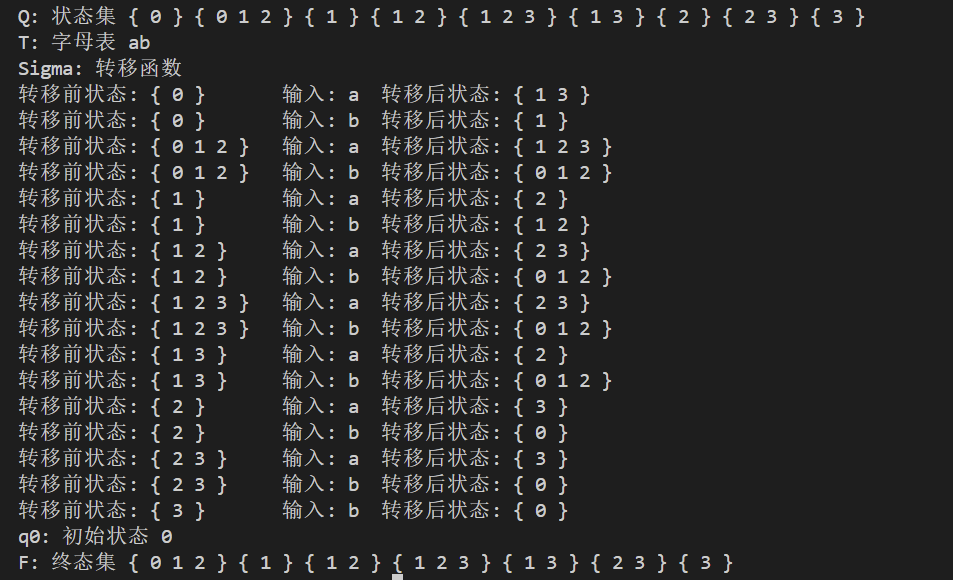 Q: 状态集 { 0 } { 0 1 2 } { 1 } { 1 2 } { 1 2 3 } { 1 3 } { 2 } { 2 3 } { 3 }
T: 字母表 ab
Sigma: 转移函数
转移前状态: { 0 } 输入: a 转移后状态: { 1 3 }
转移前状态: { 0 } 输入: b 转移后状态: { 1 }
转移前状态: { 0 1 2 } 输入: a 转移后状态: { 1 2 3 }
转移前状态: { 0 1 2 } 输入: b 转移后状态: { 0 1 2 }
转移前状态: { 1 } 输入: a 转移后状态: { 2 }
转移前状态: { 1 } 输入: b 转移后状态: { 1 2 }
转移前状态: { 1 2 } 输入: a 转移后状态: { 2 3 }
转移前状态: { 1 2 } 输入: b 转移后状态: { 0 1 2 }
转移前状态: { 1 2 3 } 输入: a 转移后状态: { 2 3 }
转移前状态: { 1 2 3 } 输入: b 转移后状态: { 0 1 2 }
转移前状态: { 1 3 } 输入: a 转移后状态: { 2 }
转移前状态: { 1 3 } 输入: b 转移后状态: { 0 1 2 }
转移前状态: { 2 } 输入: a 转移后状态: { 3 }
转移前状态: { 2 } 输入: b 转移后状态: { 0 }
转移前状态: { 2 3 } 输入: a 转移后状态: { 3 }
转移前状态: { 2 3 } 输入: b 转移后状态: { 0 }
转移前状态: { 3 } 输入: b 转移后状态: { 0 }
q0: 初始状态 0
F: 终态集 { 0 1 2 } { 1 } { 1 2 } { 1 2 3 } { 1 3 } { 2 3 } { 3 }